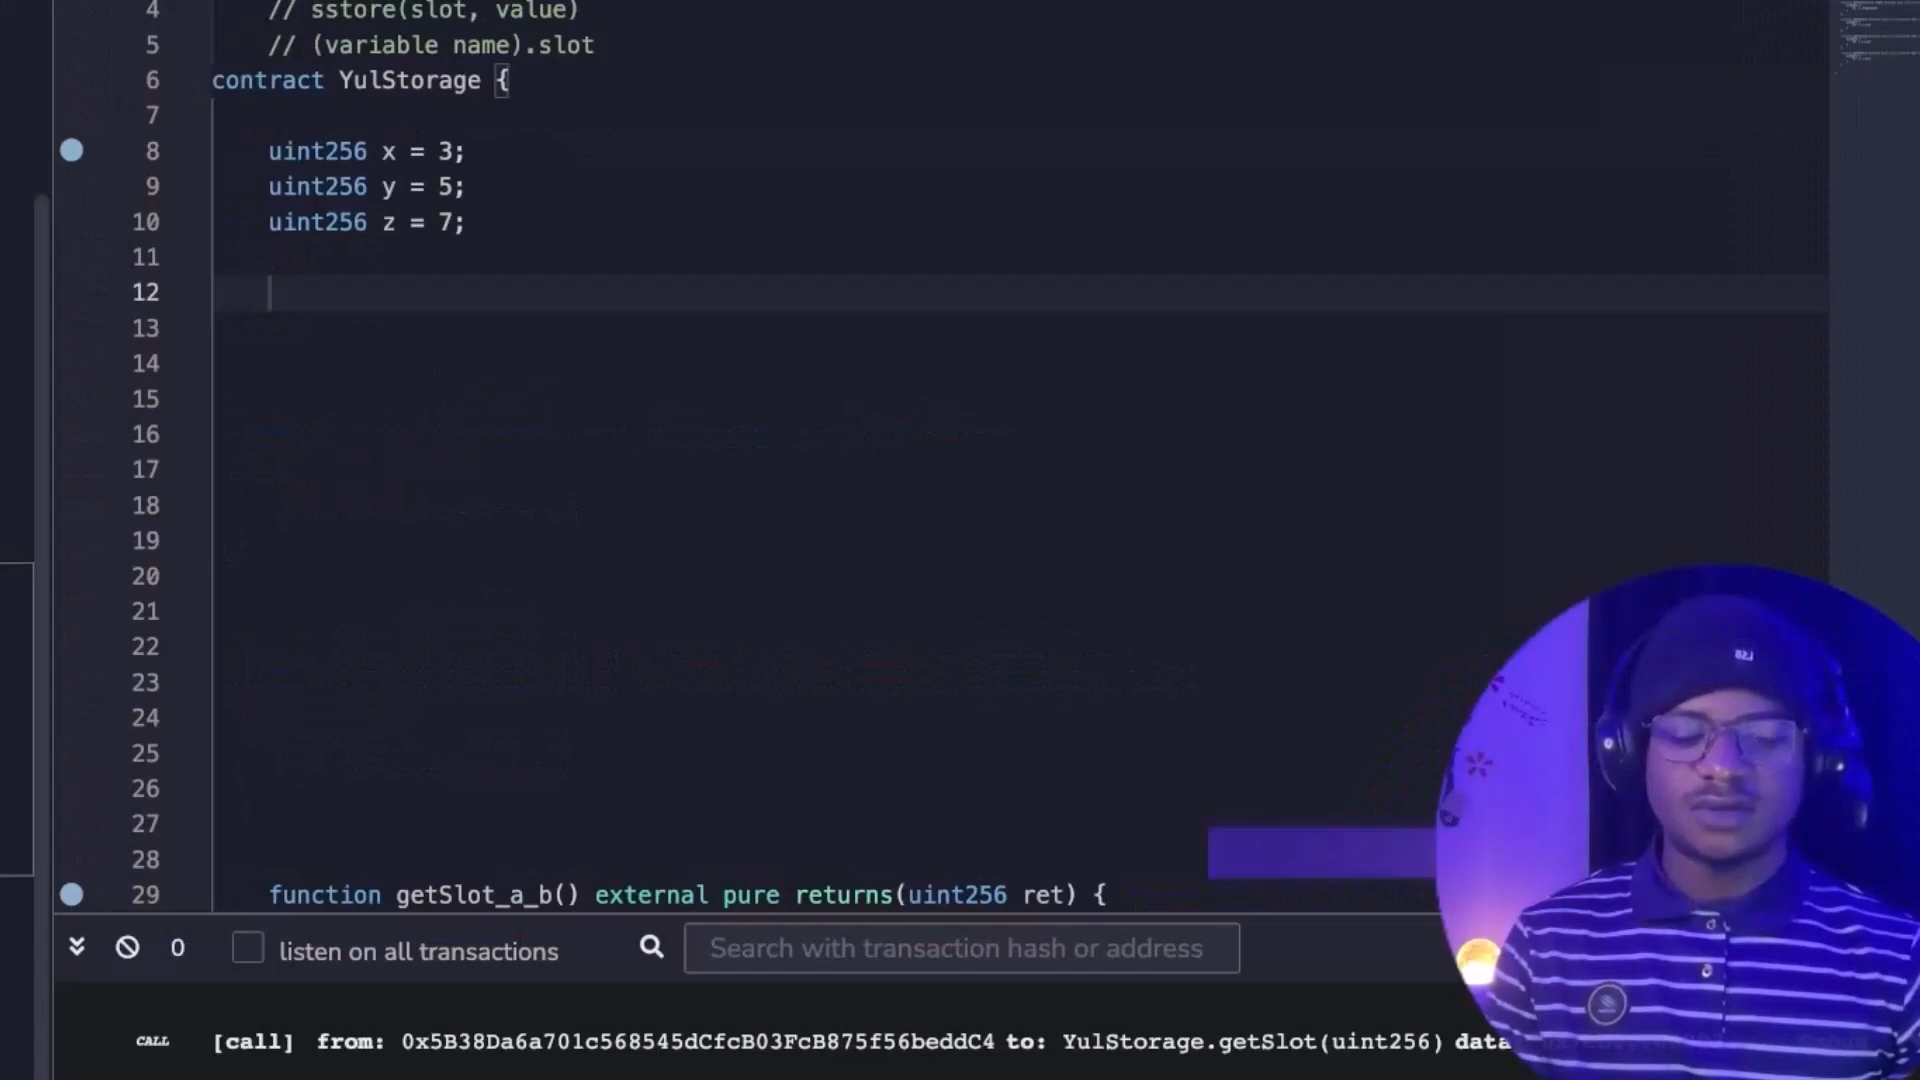 4 // sstore(slot, value)
5 // (variable name).slot
6 contract YulStorage {
7
8 uint256 x = 3;
9 uint256 y = 5;
10 uint256 z = 7;
11
12
13
14
15
16
17
18
19
20
21
22
23
24
25
26
27
28
29 function getSlot_a_b() external pure returns(uint256 ret) {
0 listen on all transactions Search with transaction hash or address
CALL [call] from: 0x5B38Da6a701c568545dCfcB03FcB875f56beddC4 to: YulStorage.getSlot(uint256) data